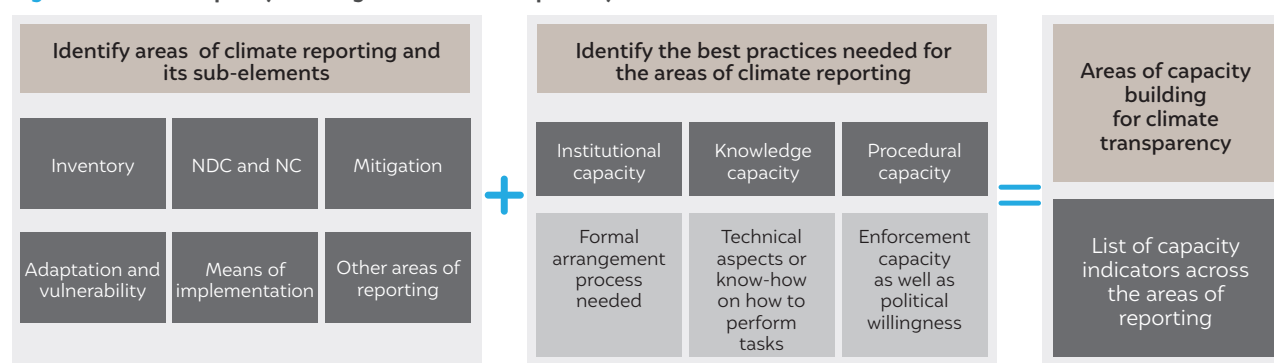 Identify areas of climate reporting and
its sub-elements
Inventory
NDC and NC
Mitigation
Adaptation and
vulnerability
Means of
implementation
Other areas of
reporting
+
Identify the best practices needed for
the areas of climate reporting
Institutional
capacity
Knowledge
capacity
Procedural
capacity
Formal
arrangement
process
needed
Technical
aspects or
know-how
on how to
perform
tasks
Enforcement
capacity
as well as
political
willingness
=
Areas of capacity
building
for climate
transparency
List of capacity
indicators across
the areas of
reporting